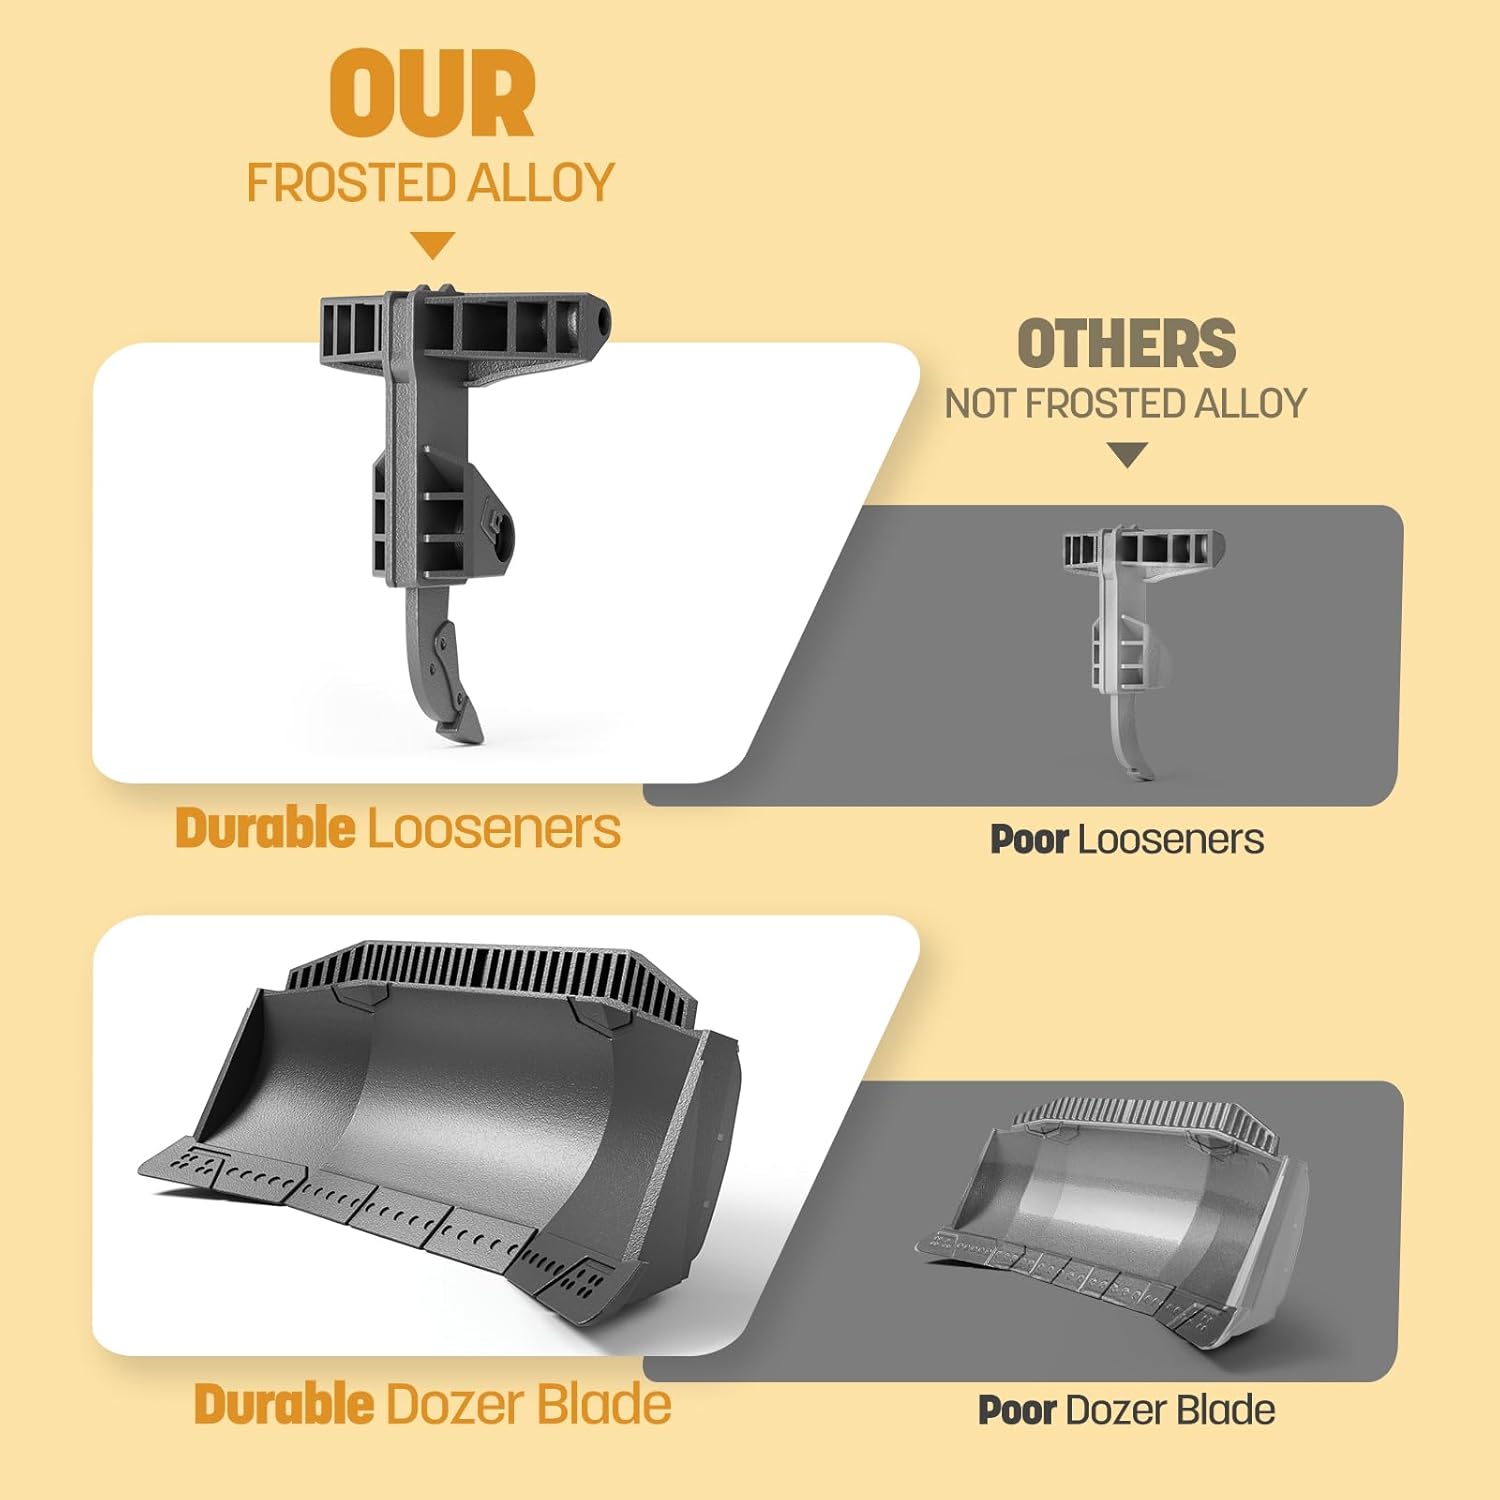 OUR
FROSTED ALLOY
OTHERS
NOT FROSTED ALLOY
Durable Looseners
Poor Looseners
Durable Dozer Blade
Poor Dozer Blade